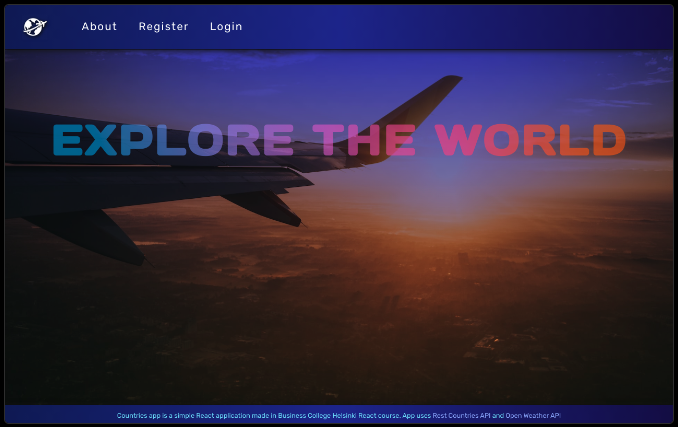 About Register Login
EXPLORE THE WORLD
Countries app is a simple React application made in Business College Helsinki React course. App uses Rest Countries API and Open Weather API